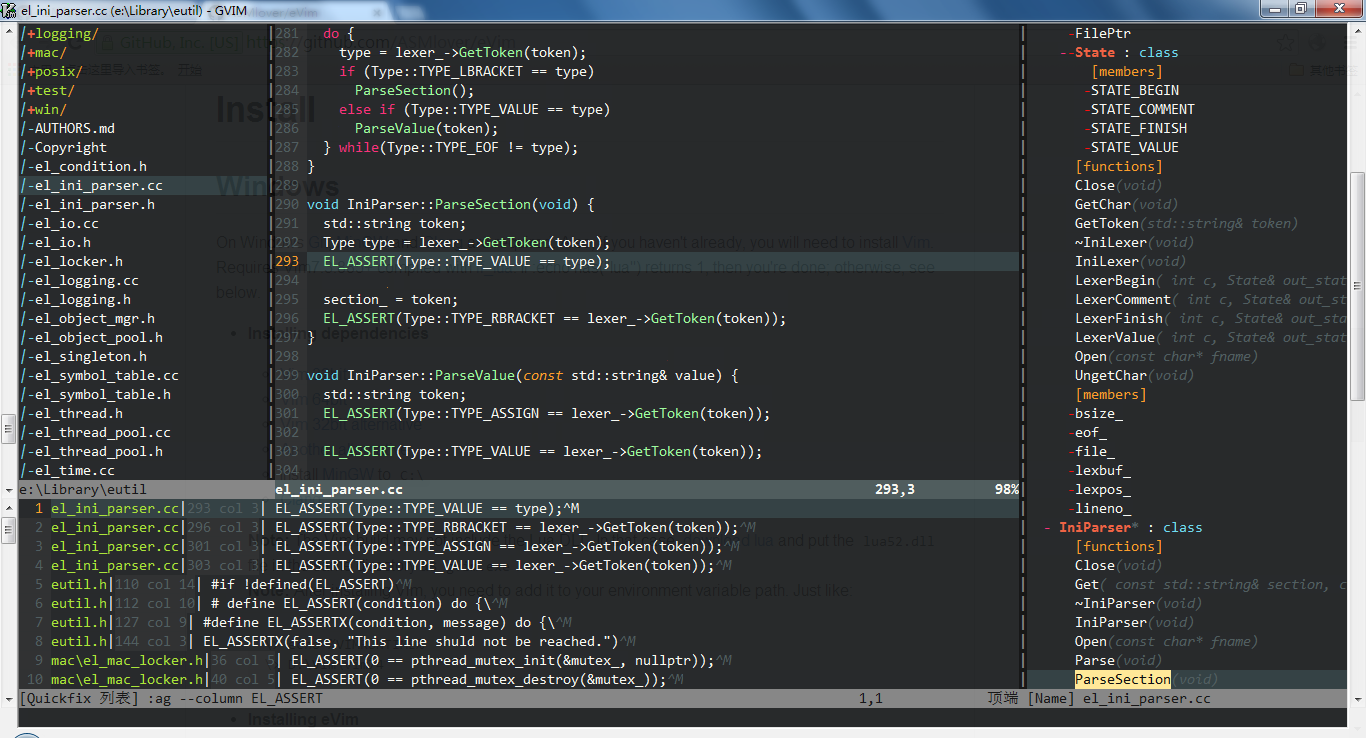 el_ini_parser.cc (e:\Library\eutil) - GVIM
|/+logging/
|/+mac/
|/+posix/
|/+test/
|/+win/
|/-AUTHORS.md
|/-Copyright
|/-el_condition.h
|/-el_ini_parser.cc
|/-el_ini_parser.h
|/-el_io.cc
|/-el_io.h
|/-el_locker.h
|/-el_logging.cc
|/-el_logging.h
|/-el_object_mgr.h
|/-el_object_pool.h
|/-el_singleton.h
|/-el_symbol_table.cc
|/-el_symbol_table.h
|/-el_thread.h
|/-el_thread_pool.cc
|/-el_thread_pool.h
|/-el_time.cc
e:\Library\eutil
281 do {
282 type = lexer_->GetToken(token);
283 if (Type::TYPE_LBRACKET == type)
284 ParseSection();
285 else if (Type::TYPE_VALUE == type)
286 ParseValue(token);
287 } while(Type::TYPE_EOF != type);
288 }
289
290 void IniParser::ParseSection(void) {
291 std::string token;
292 Type type = lexer_->GetToken(token);
293 EL_ASSERT(Type::TYPE_VALUE == type);
294
295 section_ = token;
296 EL_ASSERT(Type::TYPE_RBRACKET == lexer_->GetToken(token));
297 }
298
299 void IniParser::ParseValue(const std::string& value) {
300 std::string token;
301 EL_ASSERT(Type::TYPE_ASSIGN == lexer_->GetToken(token));
302
303 EL_ASSERT(Type::TYPE_VALUE == lexer_->GetToken(token));
304
el_ini_parser.cc 293,3 98%
1 el_ini_parser.cc|293 col 3| EL_ASSERT(Type::TYPE_VALUE == type);^M
2 el_ini_parser.cc|296 col 3| EL_ASSERT(Type::TYPE_RBRACKET == lexer_->GetToken(token));^M
3 el_ini_parser.cc|301 col 3| EL_ASSERT(Type::TYPE_ASSIGN == lexer_->GetToken(token));^M
4 el_ini_parser.cc|303 col 3| EL_ASSERT(Type::TYPE_VALUE == lexer_->GetToken(token));^M
5 eutil.h|110 col 14| #if !defined(EL_ASSERT)^M
6 eutil.h|112 col 10| # define EL_ASSERT(condition) do {\^M
7 eutil.h|127 col 9| #define EL_ASSERTX(condition, message) do {\^M
8 eutil.h|144 col 3| EL_ASSERTX(false, "This line shuld not be reached.")^M
9 mac\el_mac_locker.h|36 col 5| EL_ASSERT(0 == pthread_mutex_init(&mutex_, nullptr));^M
10 mac\el_mac_locker.h|40 col 5| EL_ASSERT(0 == pthread_mutex_destroy(&mutex_));^M
[Quickfix 列表] :ag --column EL_ASSERT 1,1 顶端
-FilePtr
--State : class
[members]
-STATE_BEGIN
-STATE_COMMENT
-STATE_FINISH
-STATE_VALUE
[functions]
Close(void)
GetChar(void)
GetToken(std::string& token)
~IniLexer(void)
IniLexer(void)
LexerBegin( int c, State& out_stat
LexerComment( int c, State& out_st
LexerFinish( int c, State& out_sta
LexerValue( int c, State& out_stat
Open(const char* fname)
UngetChar(void)
[members]
-bsize_
-eof_
-file_
-lexbuf_
-lexpos_
-lineno_
- IniParser* : class
[functions]
Close(void)
Get( const std::string& section, c
~IniParser(void)
IniParser(void)
Open(const char* fname)
Parse(void)
ParseSection(void)
[Name] el_ini_parser.cc
Install
Windows
Installing dependencies
Installing eVim